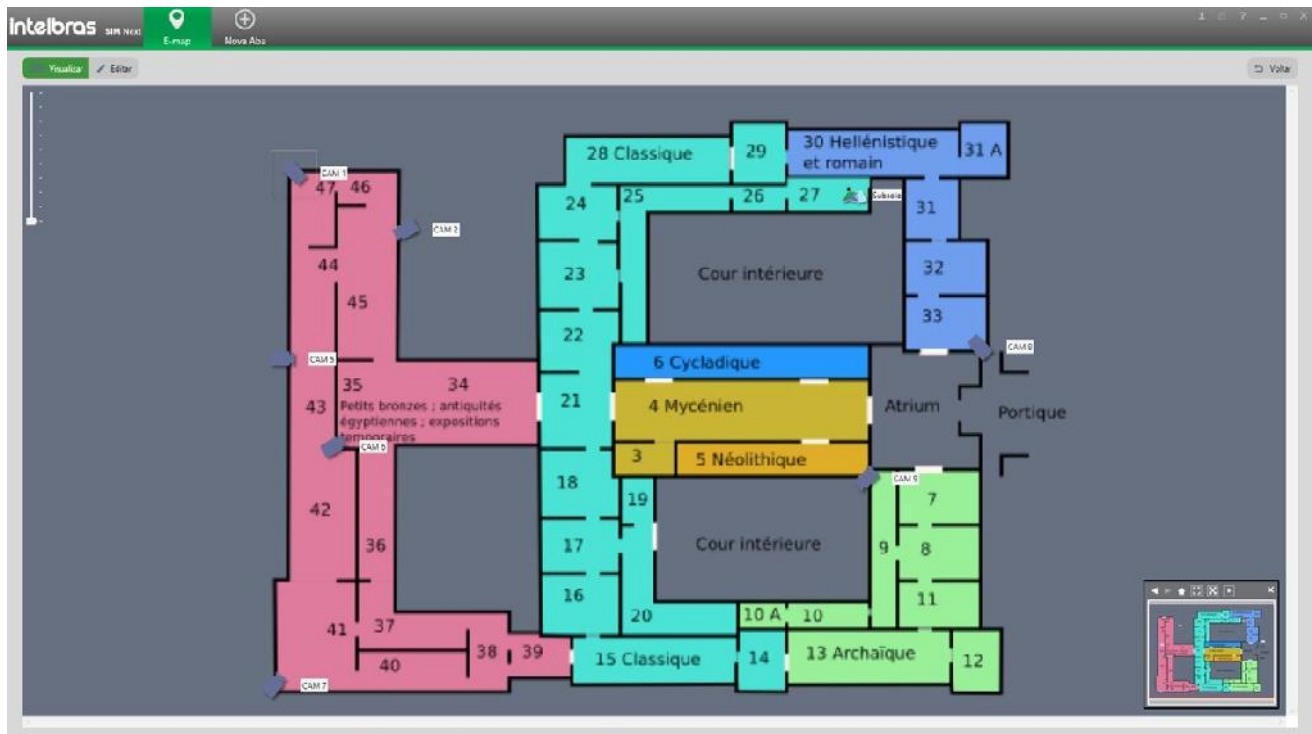 intelbras SIM Next
E-map
Nova Aba
Visualizar
Editar
Voltar
28 Classique
29
30 Hellénistique
et romain
31 A
CAM 1
47
46
24
25
26
27
31
CAM 2
44
23
Cour intérieure
32
45
22
33
CAM 8
CAM 5
6 Cycladique
35
34
43
Petits bronzes ; antiquités
égyptiennes ; expositions
temporaires
21
4 Mycénien
Atrium
Portique
CAM 6
3
5 Néolithique
18
19
CAM 9
7
42
36
17
Cour intérieure
9
8
16
20
10 A
10
11
41
37
38
39
15 Classique
14
13 Archaïque
12
40
CAM 7